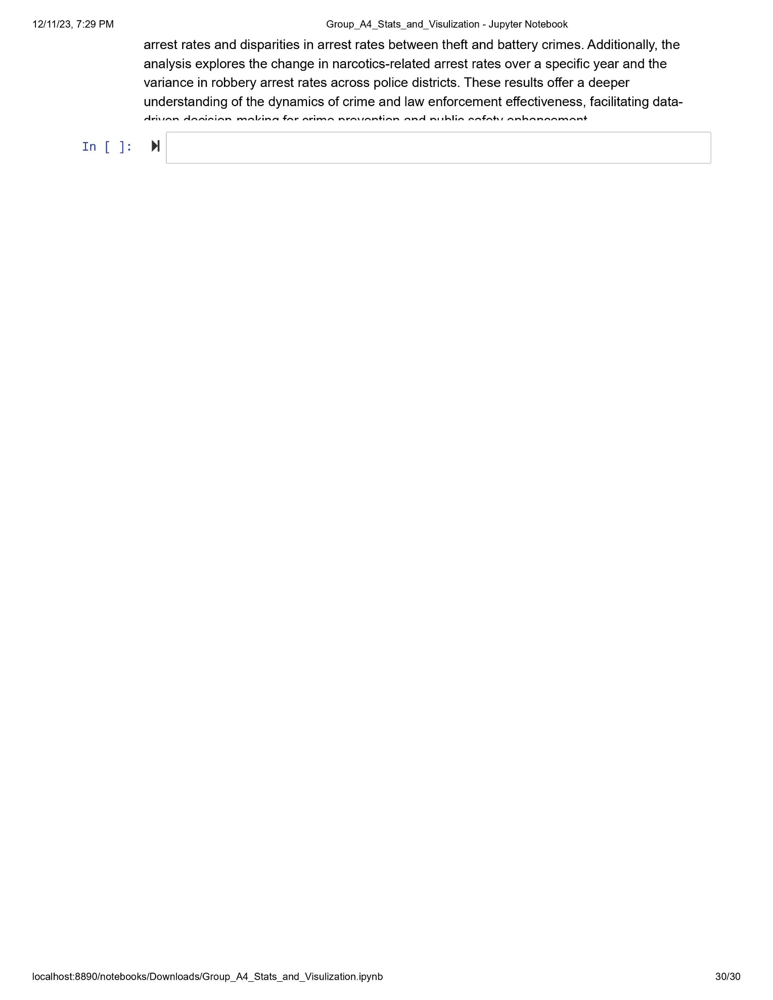 12/11/23, 7:29 PM Group_A4_Stats_and_Visulization - Jupyter Notebook
arrest rates and disparities in arrest rates between theft and battery crimes. Additionally, the
analysis explores the change in narcotics-related arrest rates over a specific year and the
variance in robbery arrest rates across police districts. These results offer a deeper
understanding of the dynamics of crime and law enforcement effectiveness, facilitating data-
driven decision-making for crime prevention and public safety enhancement.
In [ ]:
localhost:8890/notebooks/Downloads/Group_A4_Stats_and_Visulization.ipynb 30/30